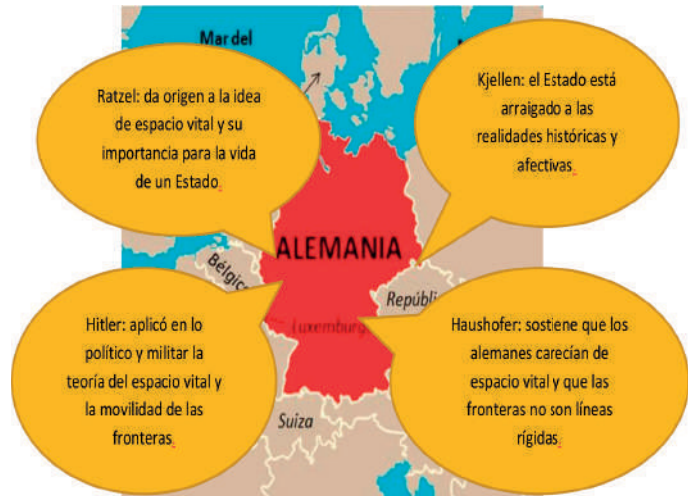 Mar del
Ratzel: da origen a la idea
de espacio vital y su
importancia para la vida
de un Estado.
Kjellen: el Estado está
arraigado a las
realidades históricas y
afectivas.
ALEMANIA
Bélgica
Repúbli
Luxemburg
Hitler: aplicó en lo
político y militar la
teoría del espacio vital y
la movilidad de las
fronteras.
Haushofer: sostiene que los
alemanes carecían de
espacio vital y que las
fronteras no son líneas
rígidas.
Suiza